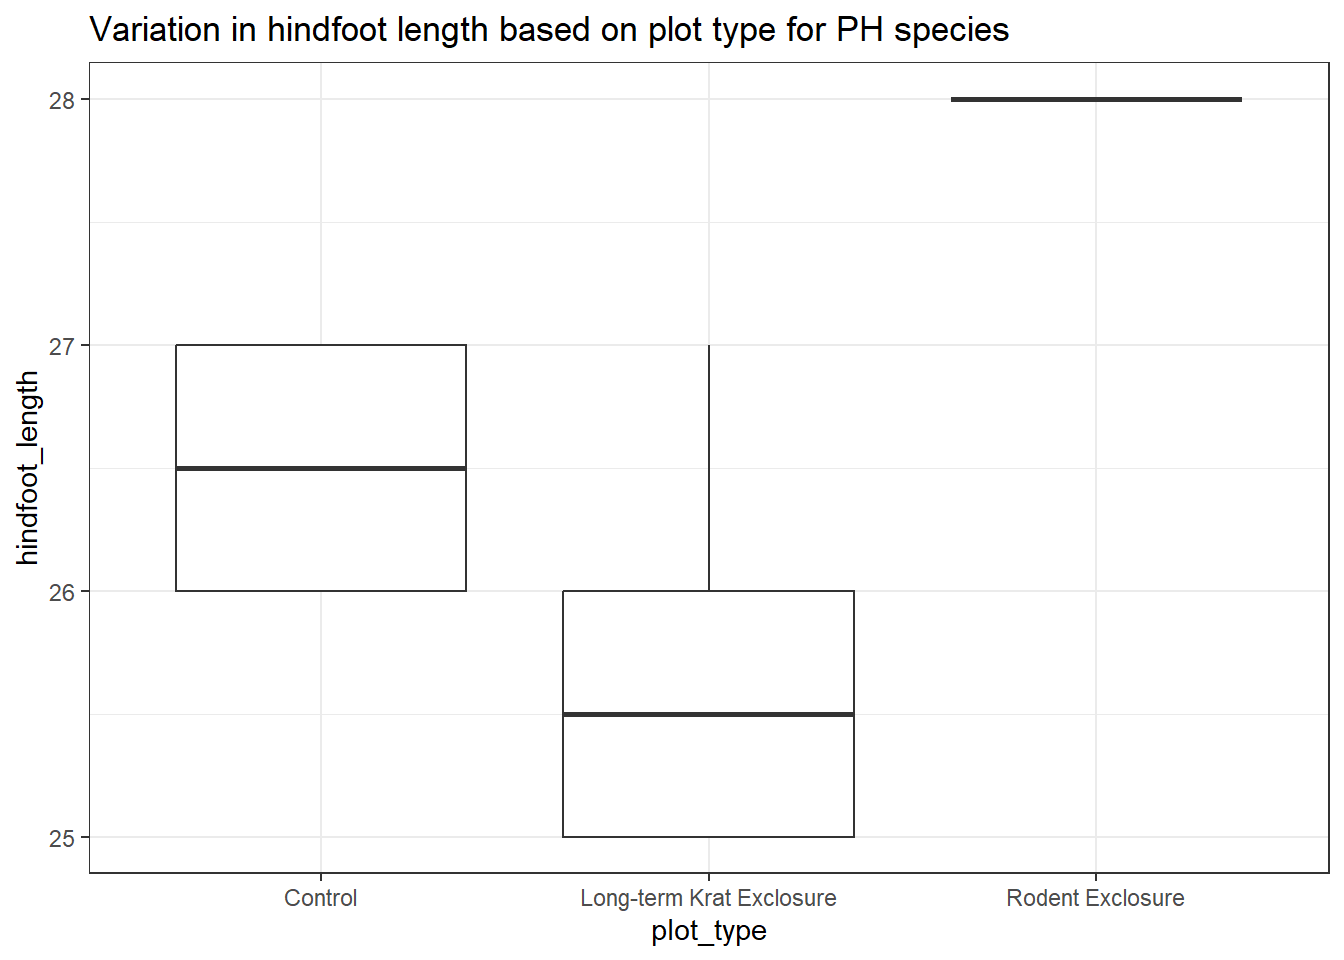 Variation in hindfoot length based on plot type for PH species
28
27
26
25
hindfoot_length
Control
Long-term Krat Exclosure
Rodent Exclosure
plot_type